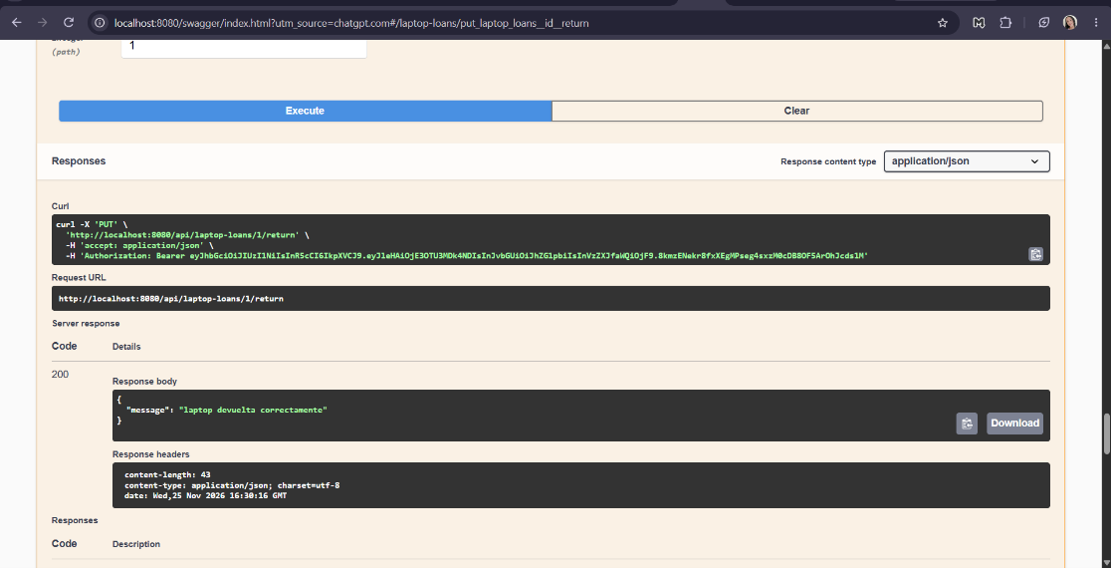 localhost:8080/swagger/index.html?utm_source=chatgpt.com#/laptop-loans/put_laptop_loans__id__return
(path)
1
Execute
Clear
Responses
Response content type
application/json
Curl
curl -X 'PUT' \
'http://localhost:8080/api/laptop-loans/1/return' \
-H 'accept: application/json' \
-H 'Authorization: Bearer
Request URL
http://localhost:8080/api/laptop-loans/1/return
Server response
Code
Details
200
Response body
{
"message": "laptop devuelta correctamente"
}
Download
Response headers
content-length: 43
content-type: application/json; charset=utf-8
date: Wed,25 Nov 2026 16:30:16 GMT
Responses
Code
Description